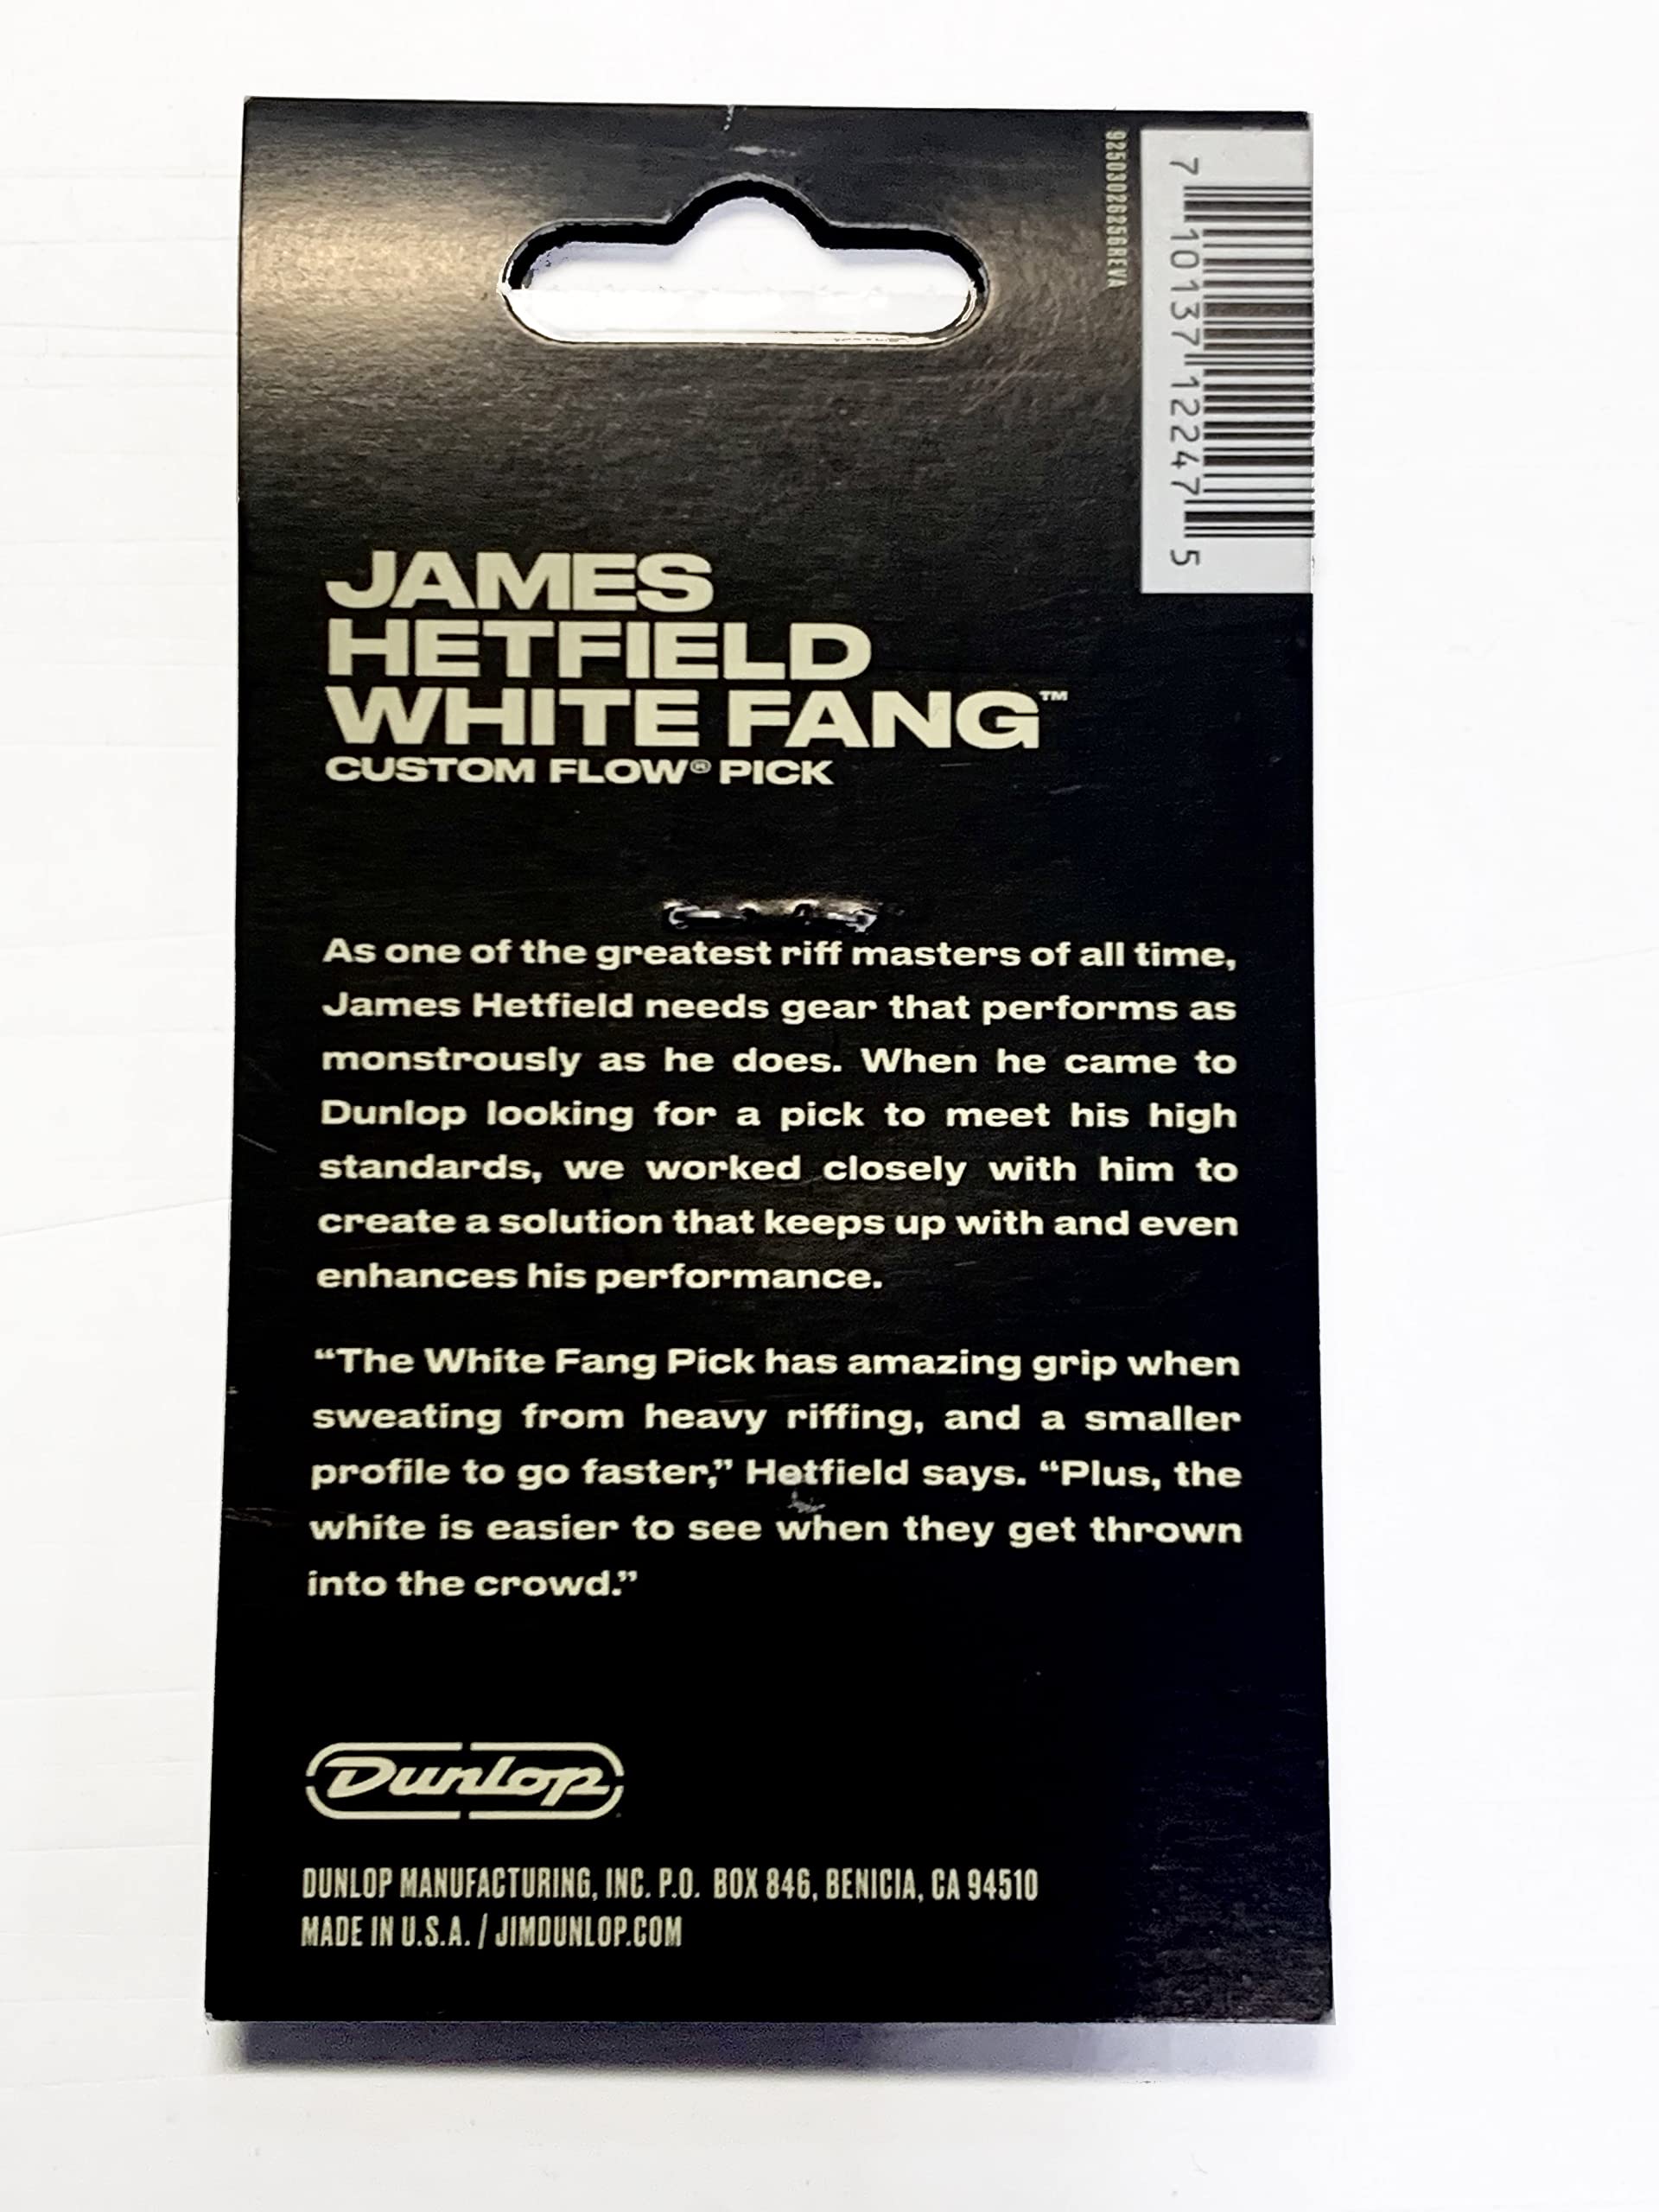 92503026256REVA
7 10137 12247 5
JAMES
HETFIELD
WHITE FANG™
CUSTOM FLOW® PICK
As one of the greatest riff masters of all time,
James Hetfield needs gear that performs as
monstrously as he does. When he came to
Dunlop looking for a pick to meet his high
standards, we worked closely with him to
create a solution that keeps up with and even
enhances his performance.
“The White Fang Pick has amazing grip when
sweating from heavy riffing, and a smaller
profile to go faster,” Hetfield says. “Plus, the
white is easier to see when they get thrown
into the crowd.”
Dunlop
DUNLOP MANUFACTURING, INC. P.O. BOX 846, BENICIA, CA 94510
MADE IN U.S.A. / JIMDUNLOP.COM